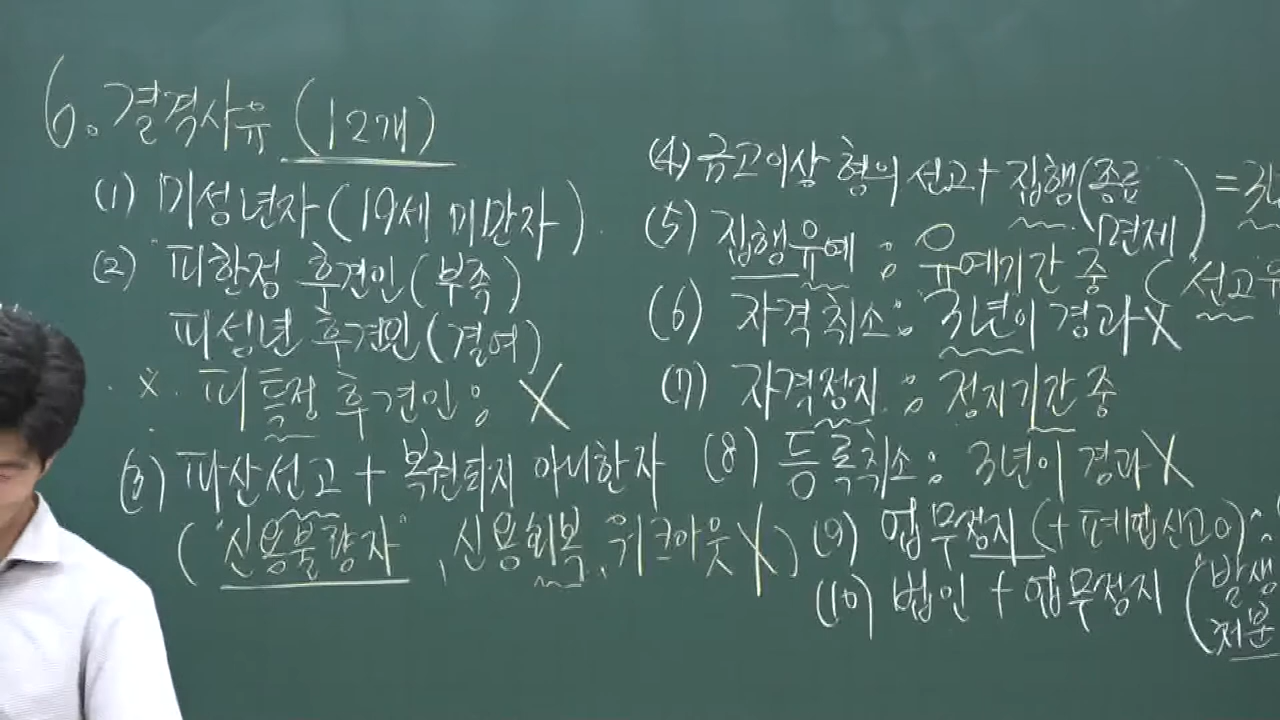 6. 결격사유 (12개)
(1) 미성년자 (19세 미만자)
(2) 피한정 후견인 (부족)
피성년 후견인 (결여)
※. 피특정 후견인: X
(3) 파산선고 + 복권되지 아니한자
("신용불량자", 신용회복, 워크아웃 X)
(4) 금고이상 형의 선고 + 집행(종료
면제) = 3년
(5) 집행유예 : 유예기간 중 (선고유
(6) 자격취소: 3년이 경과X
(7) 자격정지 : 정지기간 중
(8) 등록취소: 3년이 경과X
(9) 업무정지 (+ 폐업신고 0)
(10) 법인 + 업무정지 (발생
처분